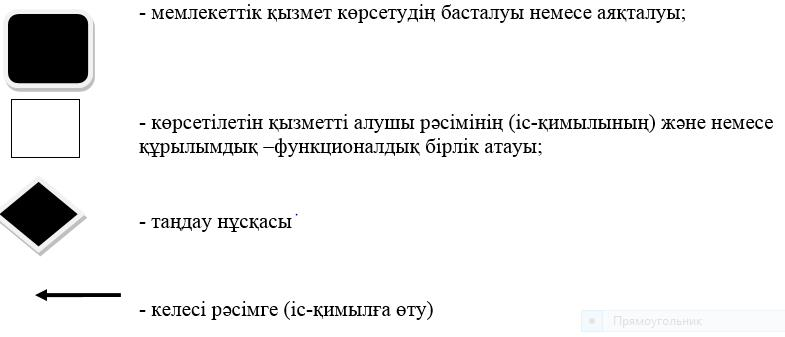 - мемлекеттік қызмет көрсетудің басталуы немесе аяқталуы;
- көрсетілетін қызметті алушы рәсімінің (іс-қимылының) және немесе
құрылымдық –функционалдық бірлік атауы;
- таңдау нұсқасы
- келесі рәсімге (іс-қимылға өту)
Прямоугольник